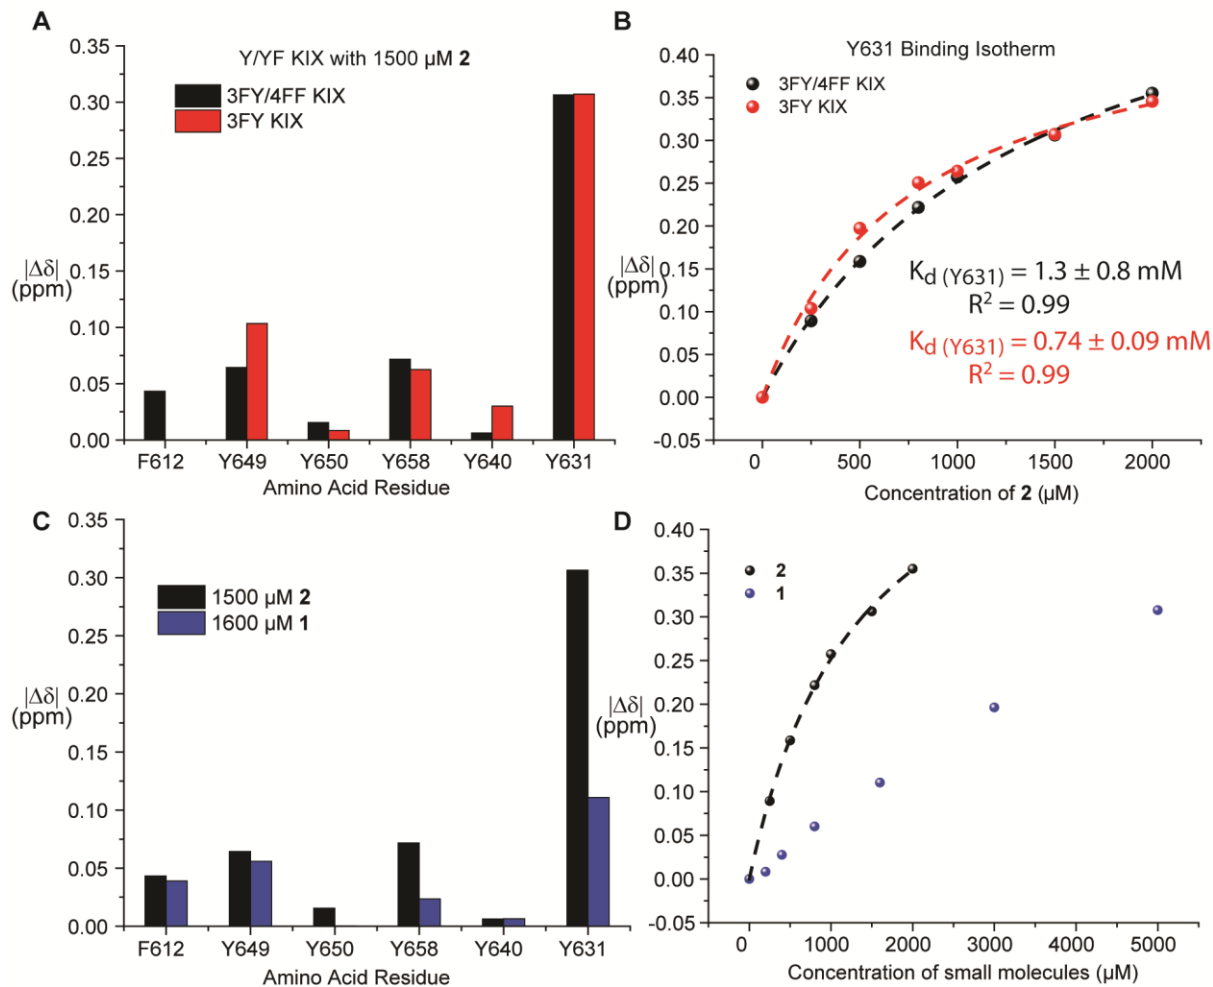 A
Y/YF KIX with 1500 µM 2
3FY/4FF KIX
3FY KIX
0.35
0.30
0.25
0.20
0.15
0.10
0.05
0.00
|Δδ|
(ppm)
F612 Y649 Y650 Y658 Y640 Y631
Amino Acid Residue
B
Y631 Binding Isotherm
3FY/4FF KIX
3FY KIX
0.40
0.35
0.30
0.25
0.20
0.15
0.10
0.05
0.00
-0.05
|Δδ|
(ppm)
Kd (Y631) = 1.3 ± 0.8 mM
R² = 0.99
Kd (Y631) = 0.74 ± 0.09 mM
R² = 0.99
0 500 1000 1500 2000
Concentration of 2 (µM)
C
1500 µM 2
1600 µM 1
0.35
0.30
0.25
0.20
0.15
0.10
0.05
0.00
|Δδ|
(ppm)
F612 Y649 Y650 Y658 Y640 Y631
Amino Acid Residue
D
2
1
0.40
0.35
0.30
0.25
0.20
0.15
0.10
0.05
0.00
-0.05
|Δδ|
(ppm)
0 1000 2000 3000 4000 5000
Concentration of small molecules (µM)